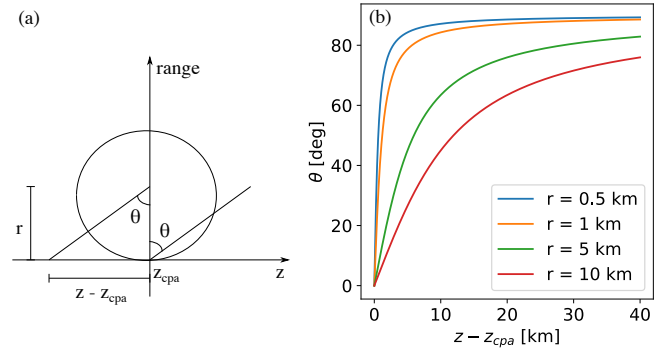 (a)
range
θ
θ
r
z_cpa
z
z - z_cpa
(b)
80
60
40
20
0
θ [deg]
r = 0.5 km
r = 1 km
r = 5 km
r = 10 km
0 10 20 30 40
z − z_cpa [km]